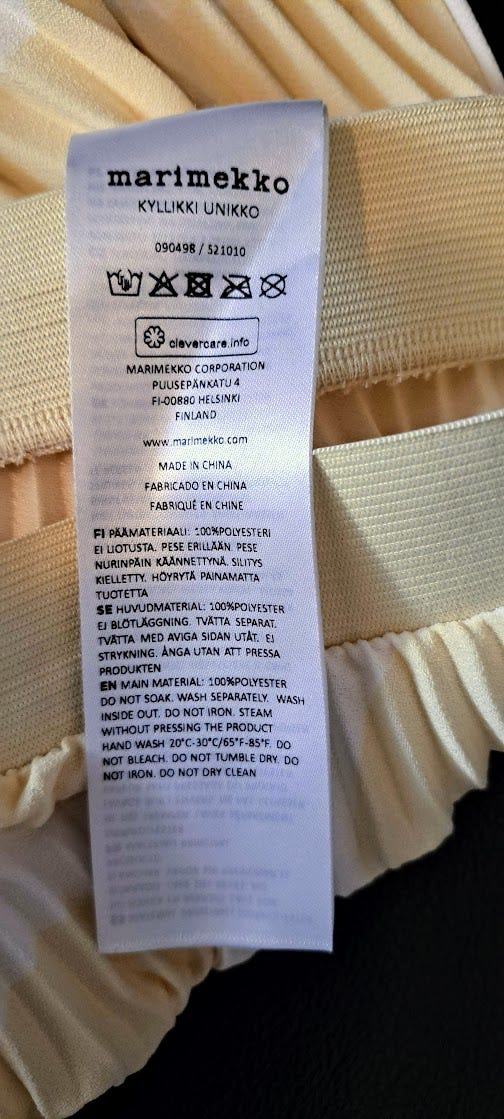 marimekko
KYLLIKKI UNIKKO
090498 / 521010
clevercare.info
MARIMEKKO CORPORATION
PUUSEPÄNKATU 4
FI-00880 HELSINKI
FINLAND
www.marimekko.com
MADE IN CHINA
FABRICADO EN CHINA
FABRIQUÉ EN CHINE
FI PÄÄMATERIAALI: 100%POLYESTERI
EI LIOTUSTA. PESE ERILLÄÄN. PESE
NURINPÄIN KÄÄNNETTYNÄ. SILITYS
KIELLETTY. HÖYRYTÄ PAINAMATTA
TUOTETTA
SE HUVUDMATERIAL: 100%POLYESTER
EJ BLÖTLÄGGNING. TVÄTTA SEPARAT.
TVÄTTA MED AVIGA SIDAN UTÅT. EJ
STRYKNING. ÅNGA UTAN ATT PRESSA
PRODUKTEN
EN MAIN MATERIAL: 100%POLYESTER
DO NOT SOAK. WASH SEPARATELY. WASH
INSIDE OUT. DO NOT IRON. STEAM
WITHOUT PRESSING THE PRODUCT
HAND WASH 20°C-30°C/65°F-85°F. DO
NOT BLEACH. DO NOT TUMBLE DRY. DO
NOT IRON. DO NOT DRY CLEAN